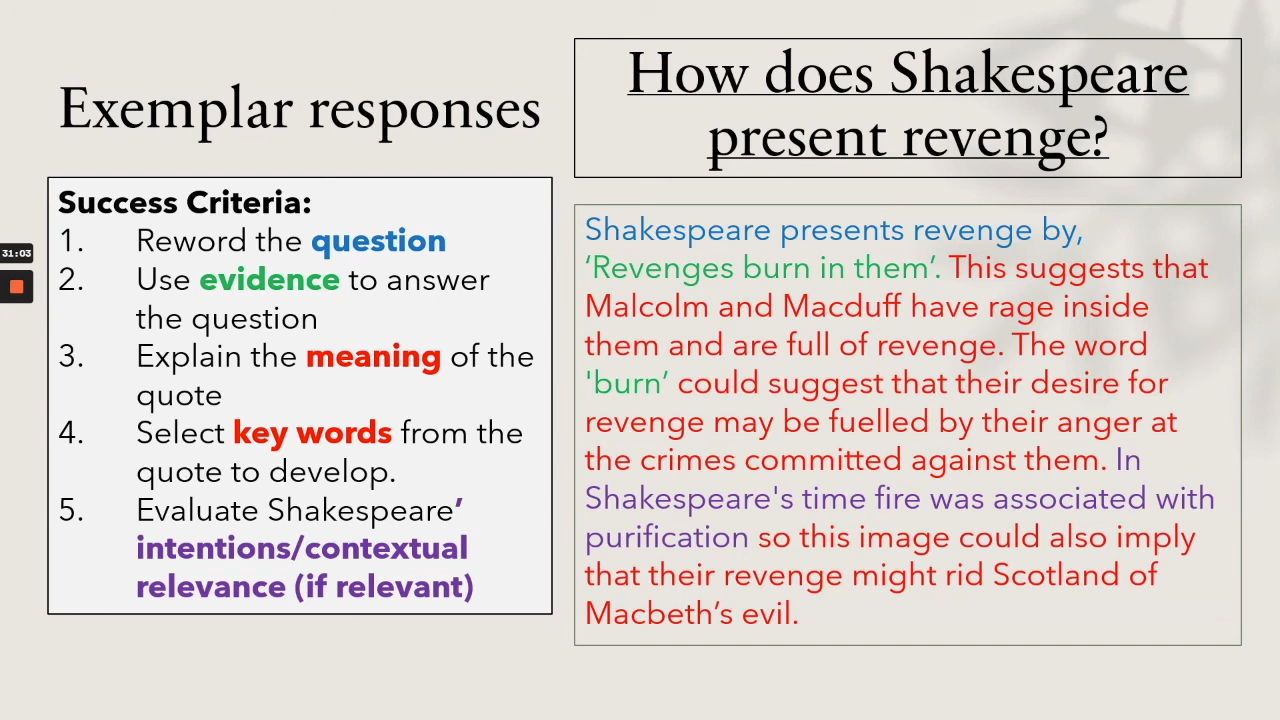 Exemplar responses
Success Criteria:
1. Reword the question
2. Use evidence to answer
the question
3. Explain the meaning of the
quote
4. Select key words from the
quote to develop.
5. Evaluate Shakespeare’
intentions/contextual
relevance (if relevant)
31:03
How does Shakespeare
present revenge?
Shakespeare presents revenge by,
‘Revenges burn in them’. This suggests that
Malcolm and Macduff have rage inside
them and are full of revenge. The word
'burn’ could suggest that their desire for
revenge may be fuelled by their anger at
the crimes committed against them. In
Shakespeare's time fire was associated with
purification so this image could also imply
that their revenge might rid Scotland of
Macbeth’s evil.